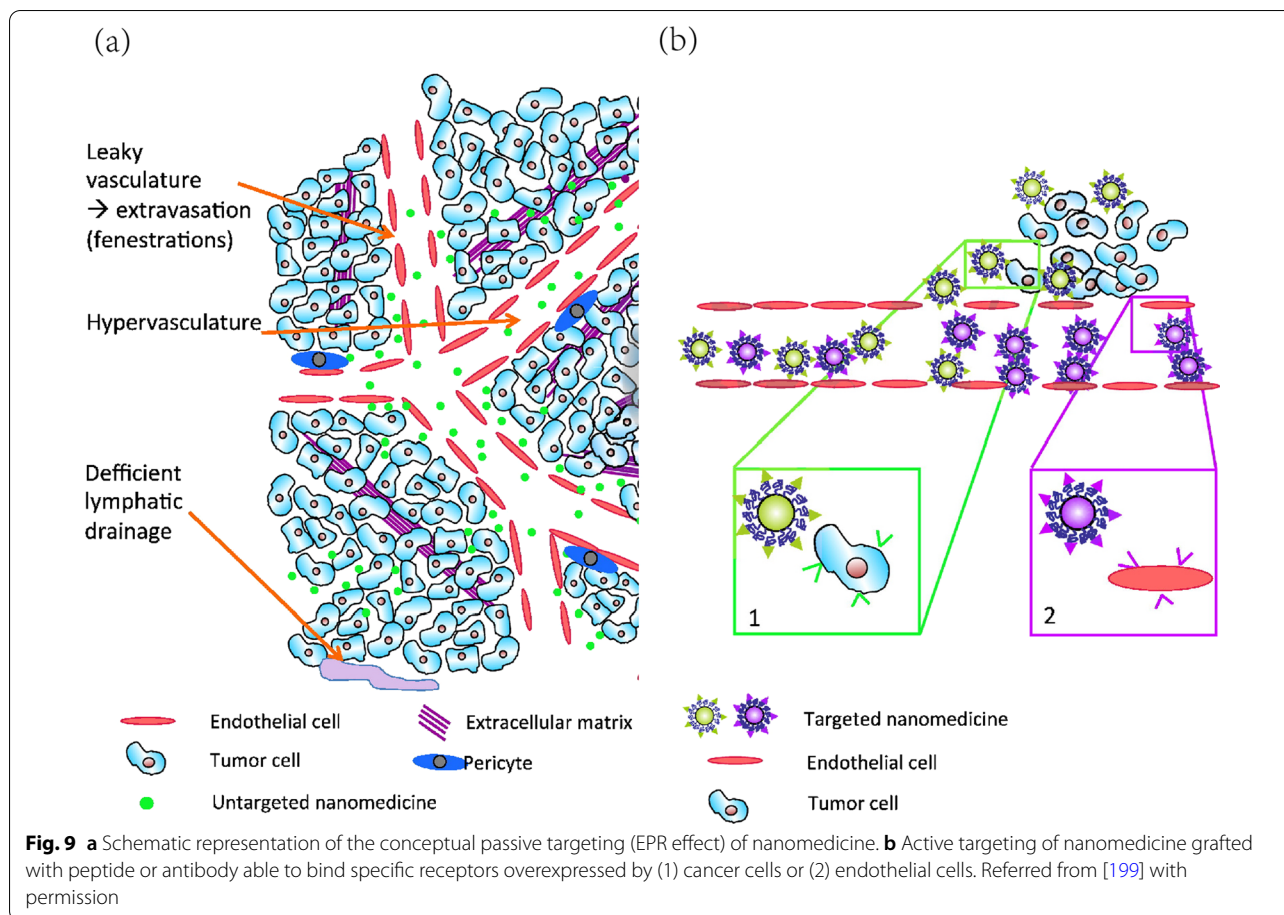 (a)
(b)
Leaky
vasculature
→ extravasation
(fenestrations)
Hypervasculature
Defficient
lymphatic
drainage
1
2
Endothelial cell
Extracellular matrix
Tumor cell
Pericyte
Untargeted nanomedicine
Targeted nanomedicine
Endothelial cell
Tumor cell
Fig. 9 a Schematic representation of the conceptual passive targeting (EPR effect) of nanomedicine. b Active targeting of nanomedicine grafted
with peptide or antibody able to bind specific receptors overexpressed by (1) cancer cells or (2) endothelial cells. Referred from [199] with
permission